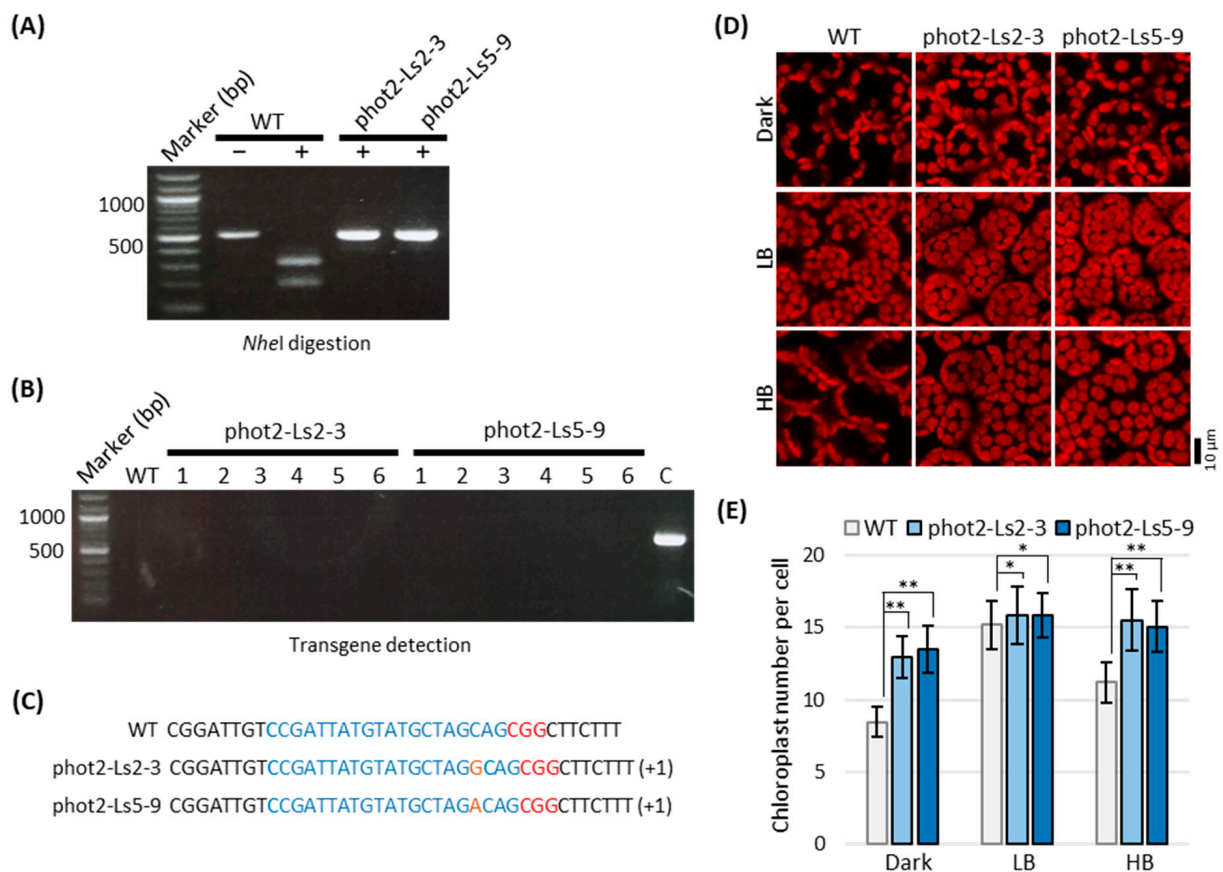 (A)
Marker (bp)
WT
phot2-Ls2-3
phot2-Ls5-9
− + + +
1000
500
NheI digestion
(B)
Marker (bp)
phot2-Ls2-3 phot2-Ls5-9
WT 1 2 3 4 5 6 1 2 3 4 5 6 C
1000
500
Transgene detection
(C)
WT CGGATTGTCCGATTATGTATGCTAGCAGCGGCTTCTTT
phot2-Ls2-3 CGGATTGTCCGATTATGTATGCTAGGCAGCGGCTTCTTT (+1)
phot2-Ls5-9 CGGATTGTCCGATTATGTATGCTAGACAGCGGCTTCTTT (+1)
(D)
WT phot2-Ls2-3 phot2-Ls5-9
Dark
LB
HB
10 µm
(E)
WT phot2-Ls2-3 phot2-Ls5-9
Chloroplast number per cell
20
15
10
5
0
** **
* *
** **
Dark LB HB